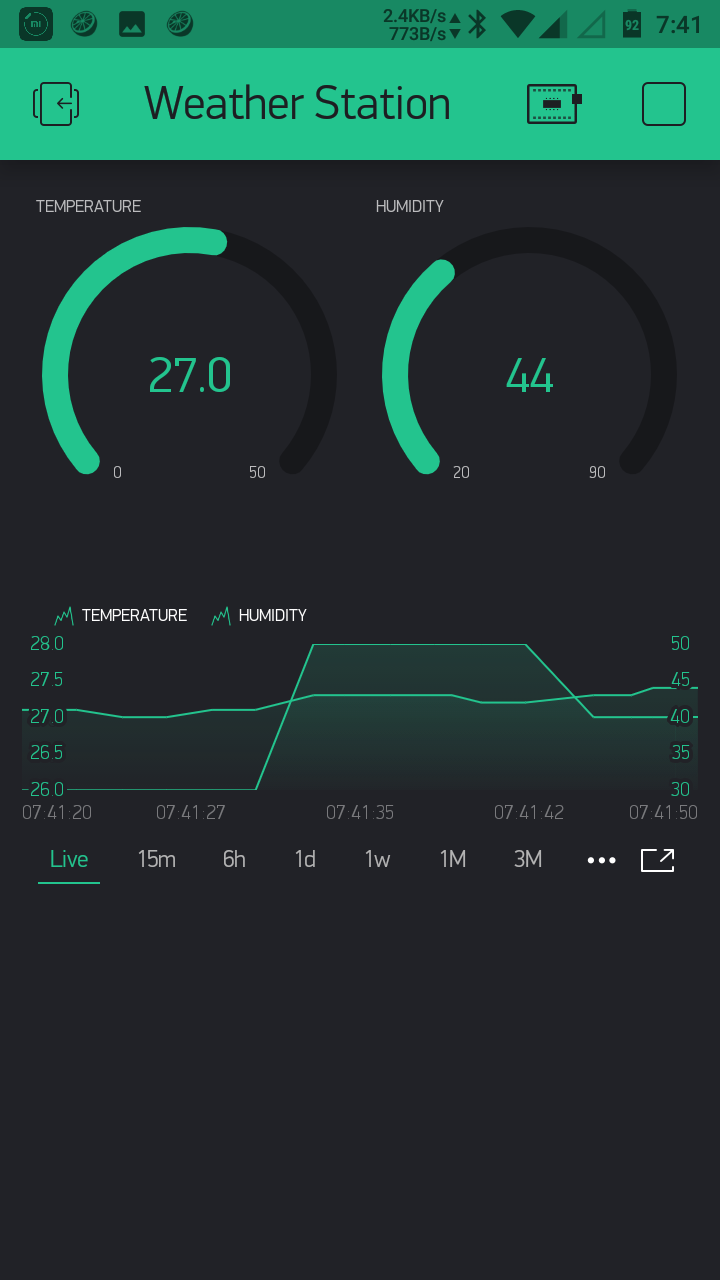 2.4KB/s
773B/s
92 7:41
Weather Station
TEMPERATURE HUMIDITY
27.0 44
0 50 20 90
TEMPERATURE HUMIDITY
28.0 50
27.5 45
27.0 40
26.5 35
26.0 30
07:41:20 07:41:27 07:41:35 07:41:42 07:41:50
Live 15m 6h 1d 1w 1M 3M